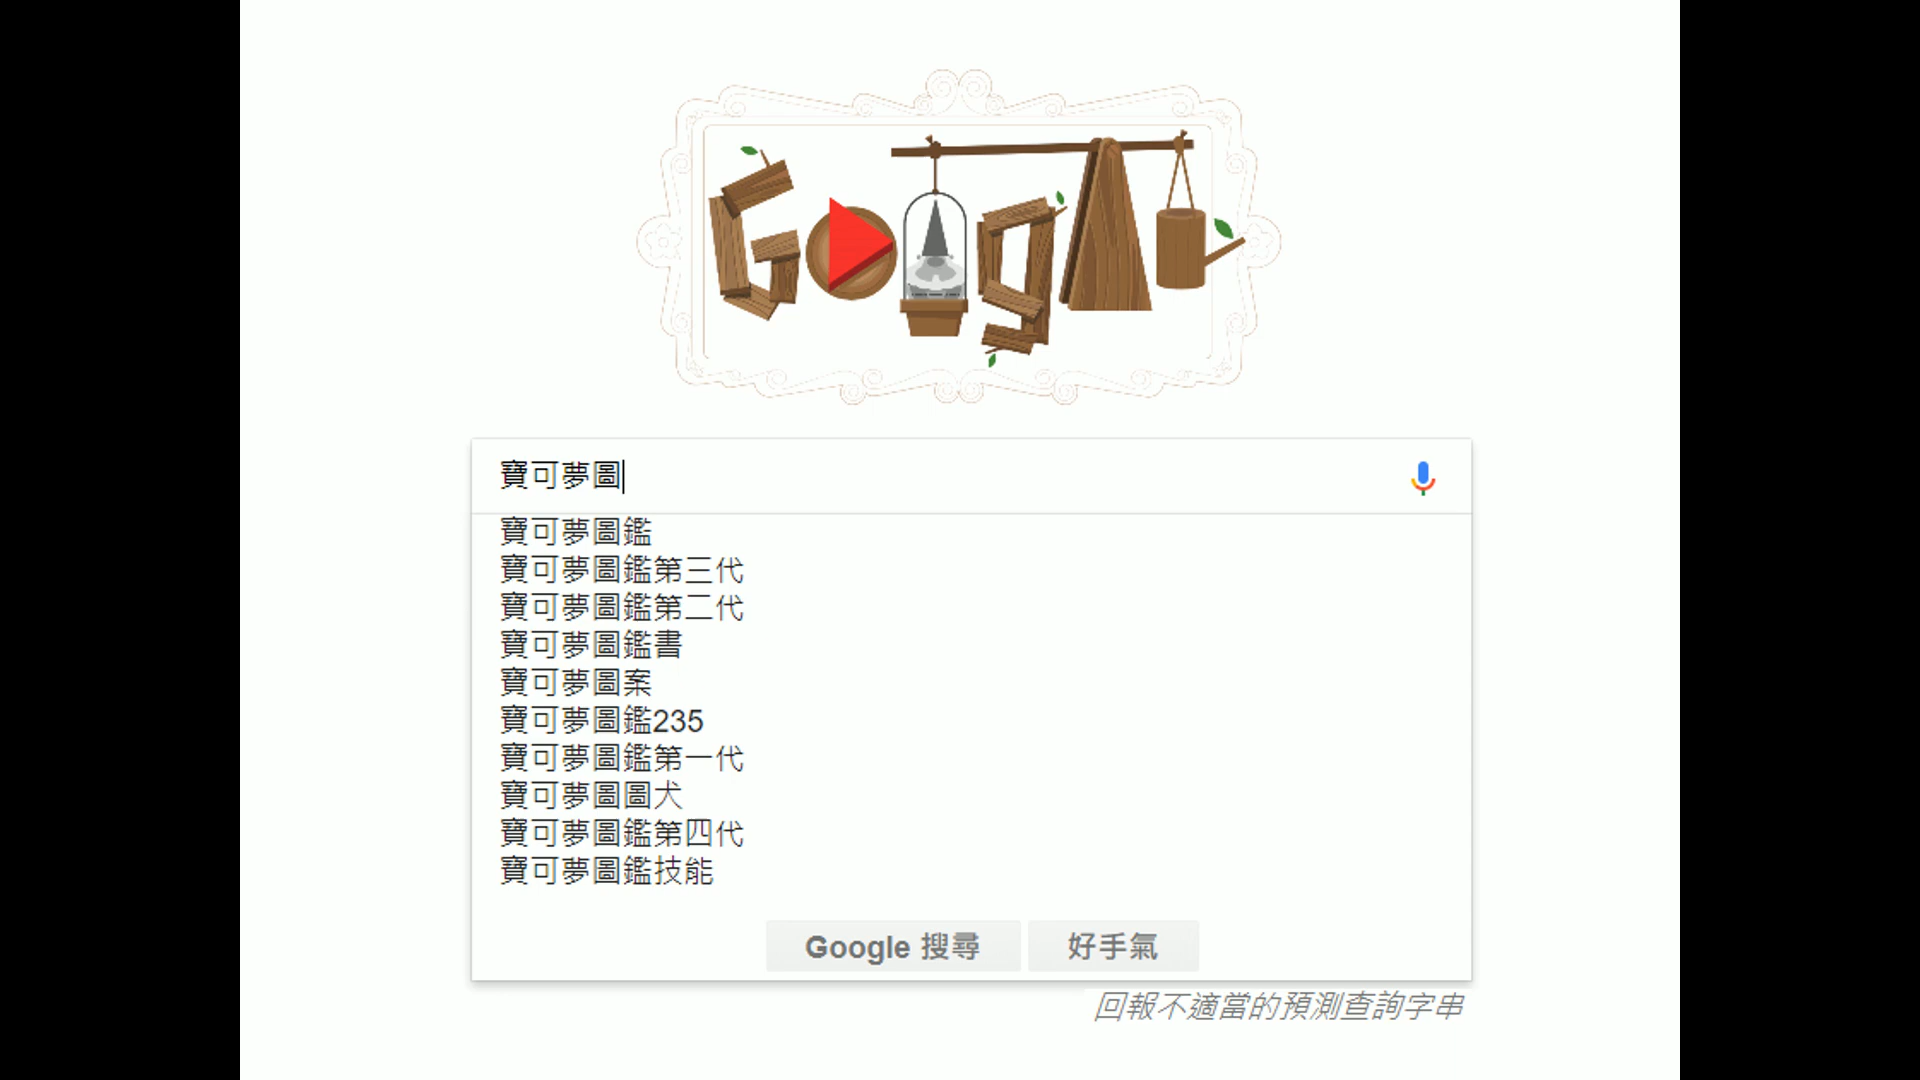 寶可夢圖
寶可夢圖鑑
寶可夢圖鑑第三代
寶可夢圖鑑第二代
寶可夢圖鑑書
寶可夢圖案
寶可夢圖鑑235
寶可夢圖鑑第一代
寶可夢圖圖犬
寶可夢圖鑑第四代
寶可夢圖鑑技能
Google 搜尋
好手氣
回報不適當的預測查詢字串